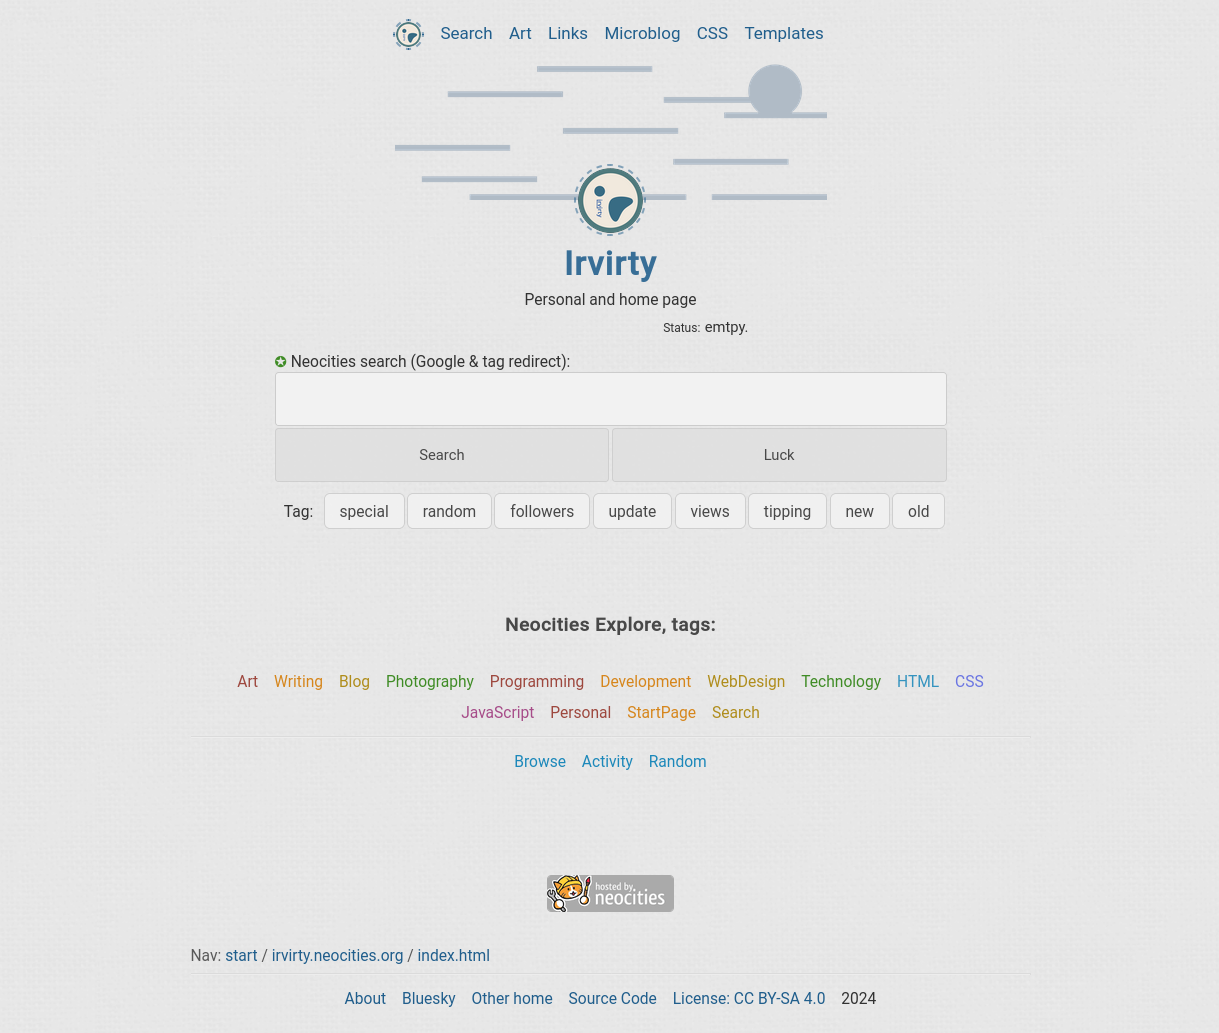 Search Art Links Microblog CSS Templates
irvirty
Irvirty
Personal and home page
Status: emtpy.
Neocities search (Google & tag redirect):
Search Luck
Tag: special random followers update views tipping new old
Neocities Explore, tags:
Art Writing Blog Photography Programming Development WebDesign Technology HTML CSS
JavaScript Personal StartPage Search
Browse Activity Random
hosted by
neocities
Nav: start / irvirty.neocities.org / index.html
About Bluesky Other home Source Code License: CC BY-SA 4.0 2024